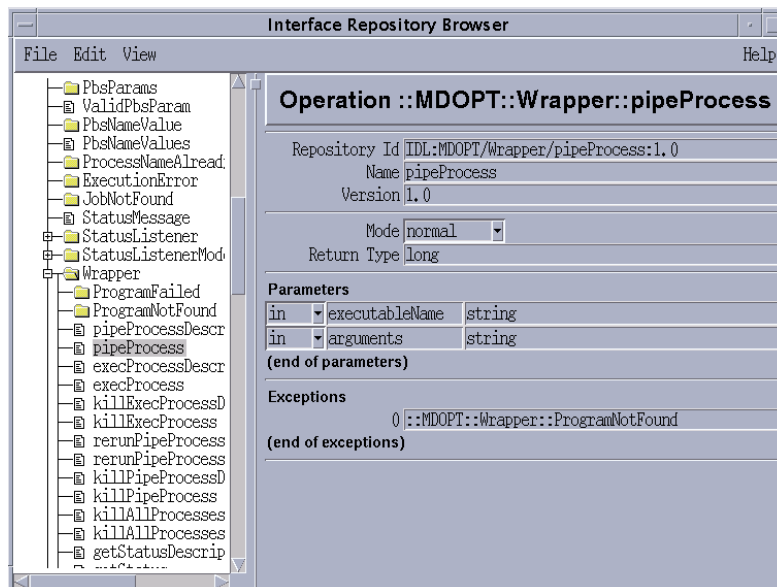 Interface Repository Browser
File Edit View Help
PbsParams
ValidPbsParam
PbsNameValue
PbsNameValues
ProcessNameAlread
ExecutionError
JobNotFound
StatusMessage
StatusListener
StatusListenerMod
Wrapper
ProgramFailed
ProgramNotFound
pipeProcessDescr
pipeProcess
execProcessDescr
execProcess
killExecProcessD
killExecProcess
rerunPipeProcess
rerunPipeProcess
killPipeProcessD
killPipeProcess
killAllProcesses
killAllProcesses
getStatusDescrip
Operation ::MDOPT::Wrapper::pipeProcess
Repository Id IDL:MDOPT/Wrapper/pipeProcess:1.0
Name pipeProcess
Version 1.0
Mode normal
Return Type long
Parameters
in executableName string
in arguments string
(end of parameters)
Exceptions
0 ::MDOPT::Wrapper::ProgramNotFound
(end of exceptions)